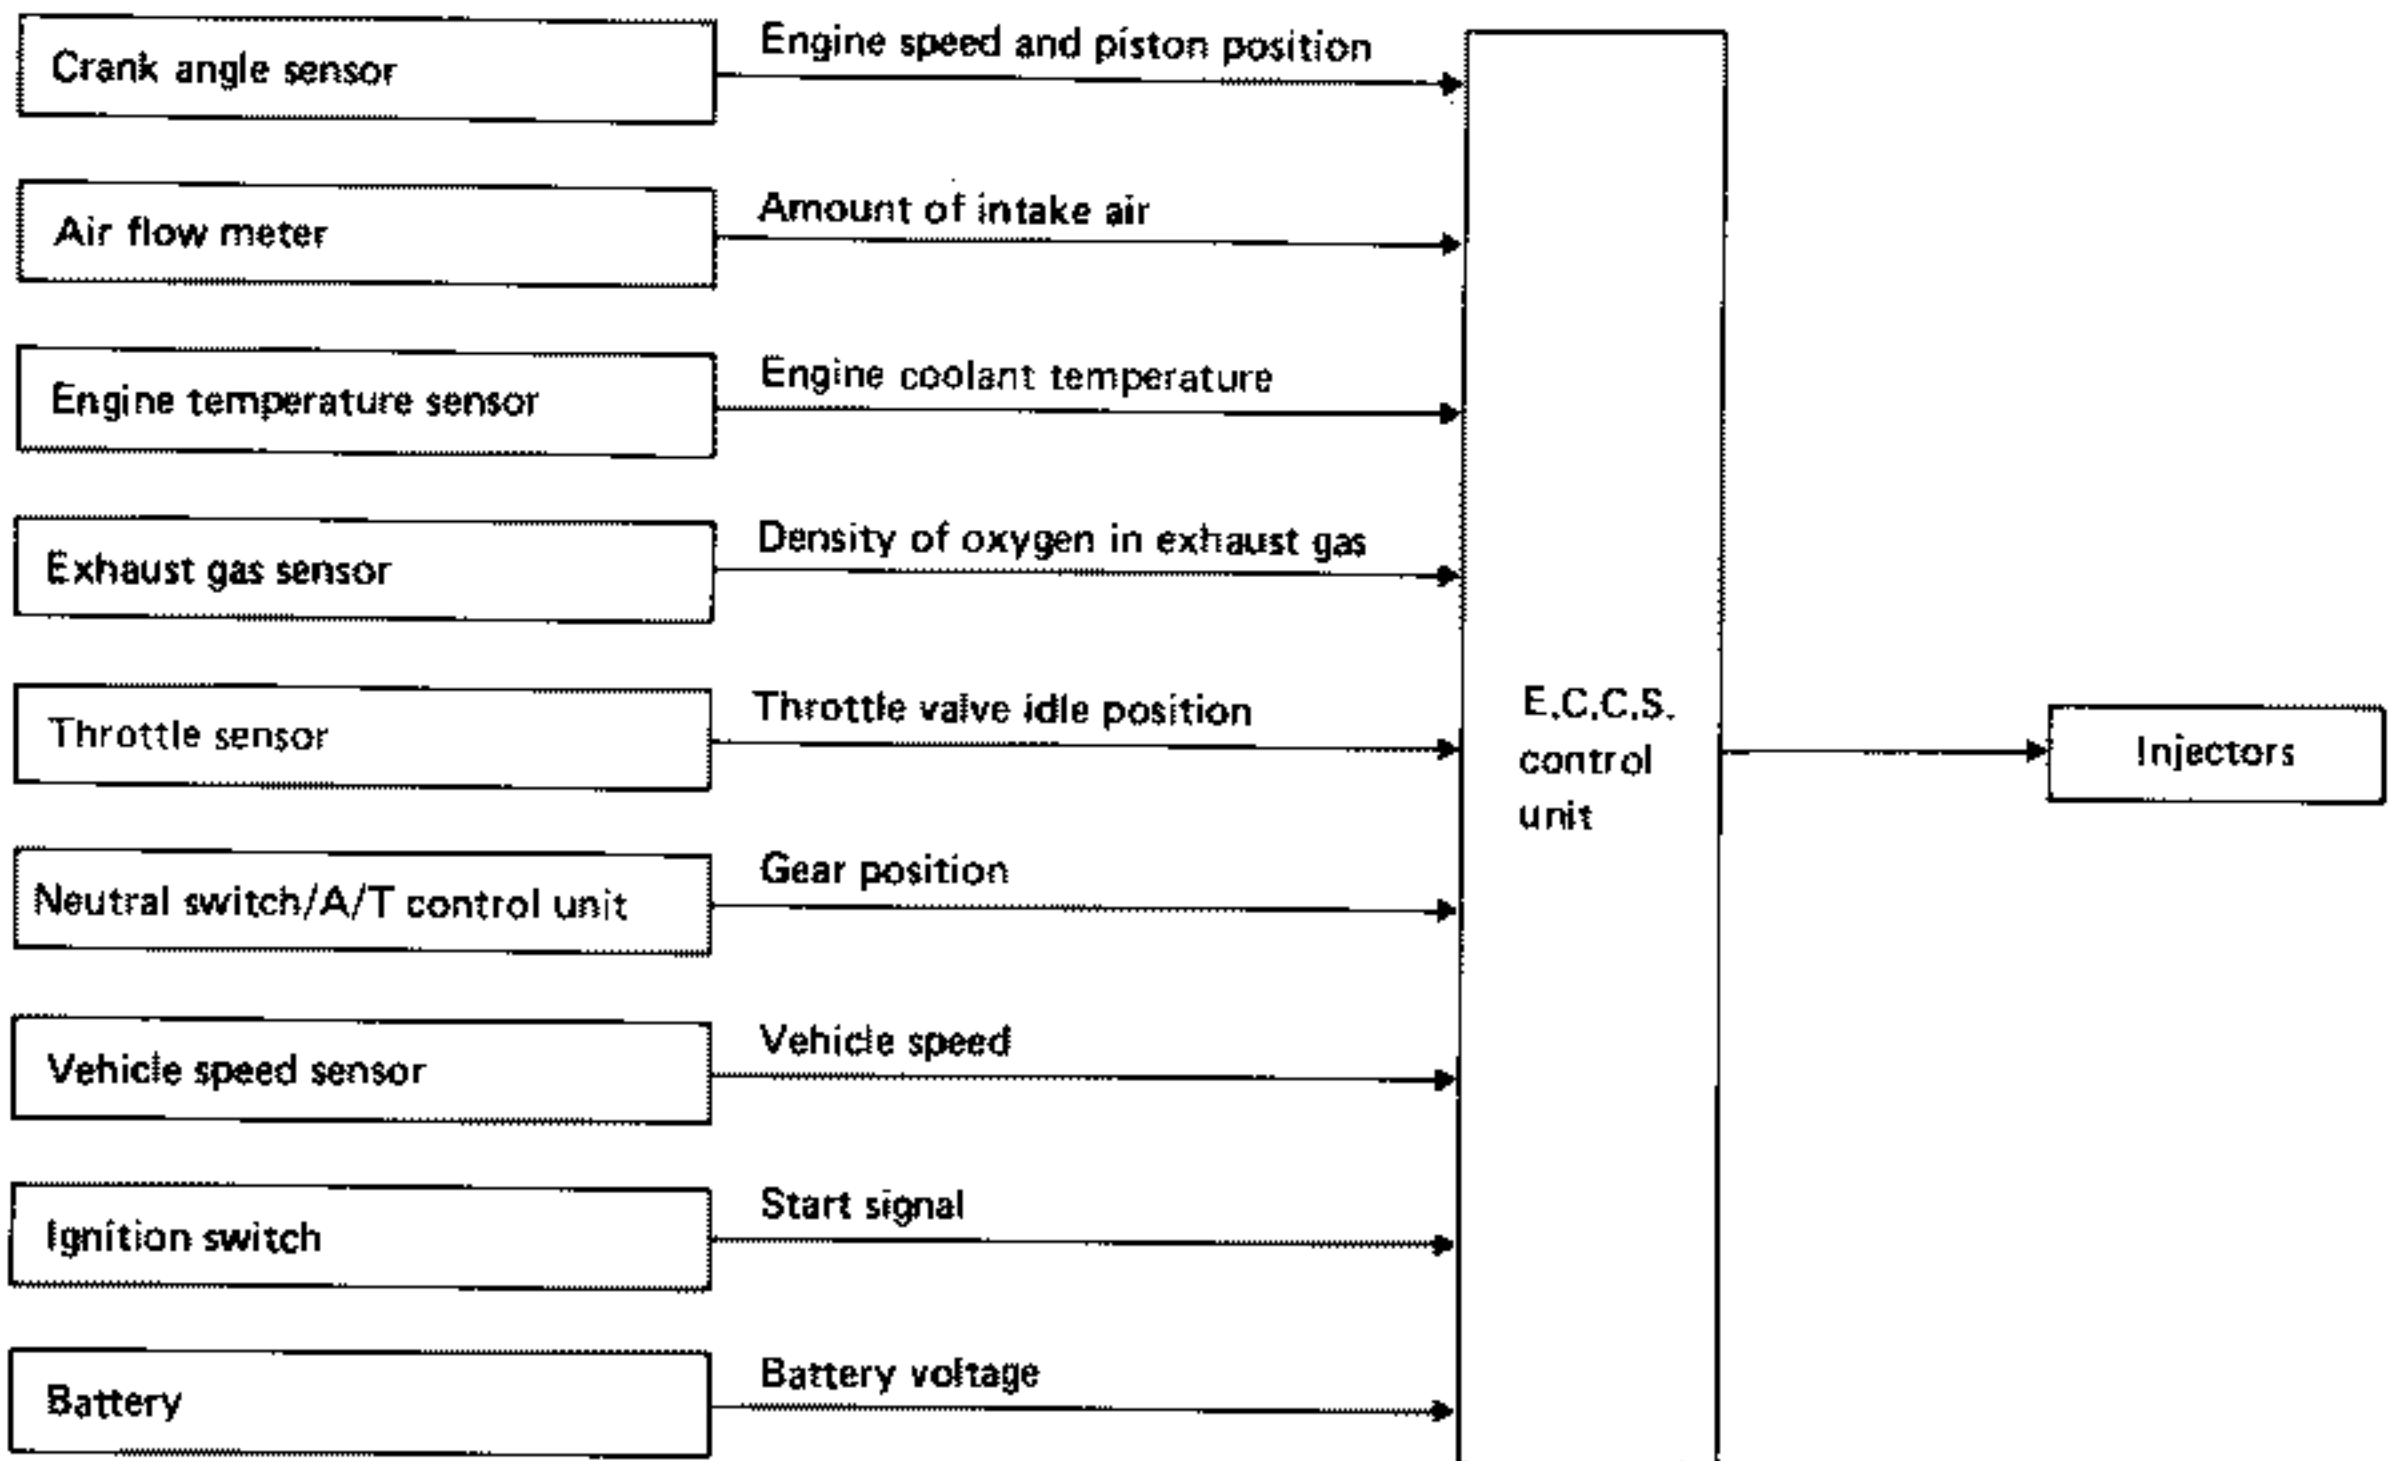 Crank angle sensor
Engine speed and piston position
Air flow meter
Amount of intake air
Engine temperature sensor
Engine coolant temperature
Exhaust gas sensor
Density of oxygen in exhaust gas
Throttle sensor
Throttle valve idle position
E.C.C.S.
control
unit
Injectors
Neutral switch/A/T control unit
Gear position
Vehicle speed sensor
Vehicle speed
Ignition switch
Start signal
Battery
Battery voltage